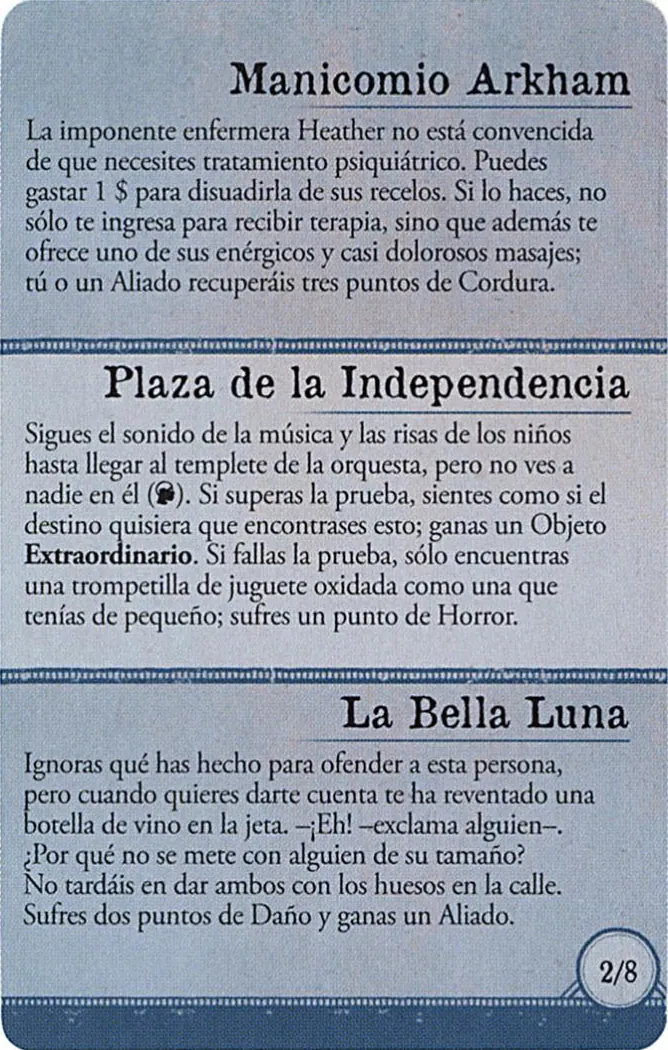 Manicomio Arkham
La imponente enfermera Heather no está convencida
de que necesites tratamiento psiquiátrico. Puedes
gastar 1 $ para disuadirla de sus recelos. Si lo haces, no
sólo te ingresa para recibir terapia, sino que además te
ofrece uno de sus enérgicos y casi dolorosos masajes;
tú o un Aliado recuperáis tres puntos de Cordura.
Plaza de la Independencia
Sigues el sonido de la música y las risas de los niños
hasta llegar al templete de la orquesta, pero no ves a
nadie en él (). Si superas la prueba, sientes como si el
destino quisiera que encontrases esto; ganas un Objeto
Extraordinario. Si fallas la prueba, sólo encuentras
una trompetilla de juguete oxidada como una que
tenías de pequeño; sufres un punto de Horror.
La Bella Luna
Ignoras qué has hecho para ofender a esta persona,
pero cuando quieres darte cuenta te ha reventado una
botella de vino en la jeta. –¡Eh! –exclama alguien–.
¿Por qué no se mete con alguien de su tamaño?
No tardáis en dar ambos con los huesos en la calle.
Sufres dos puntos de Daño y ganas un Aliado.
2/8